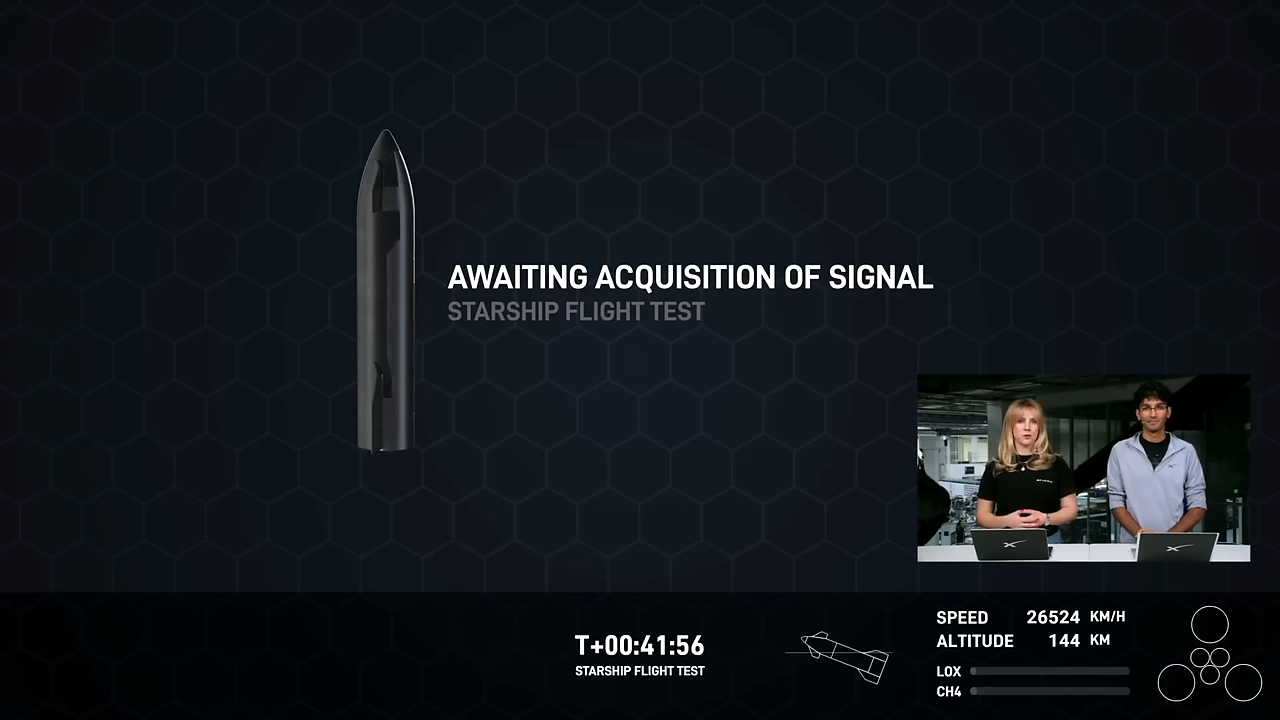 AWAITING ACQUISITION OF SIGNAL
STARSHIP FLIGHT TEST
T+00:41:56
STARSHIP FLIGHT TEST
SPEED 26524 KM/H
ALTITUDE 144 KM
LOX
CH4